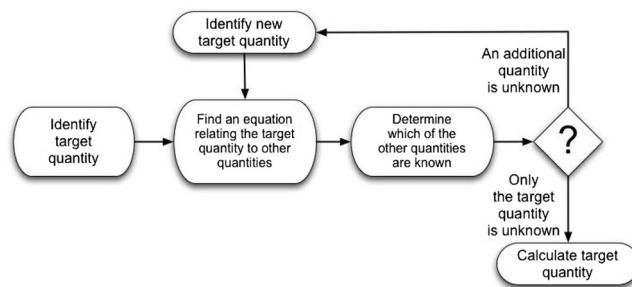 Identify new
target quantity
An additional
quantity
is unknown
Identify
target
quantity
Find an equation
relating the target
quantity to other
quantities
Determine
which of the
other quantities
are known
?
Only
the target
quantity
is unknown
Calculate target
quantity